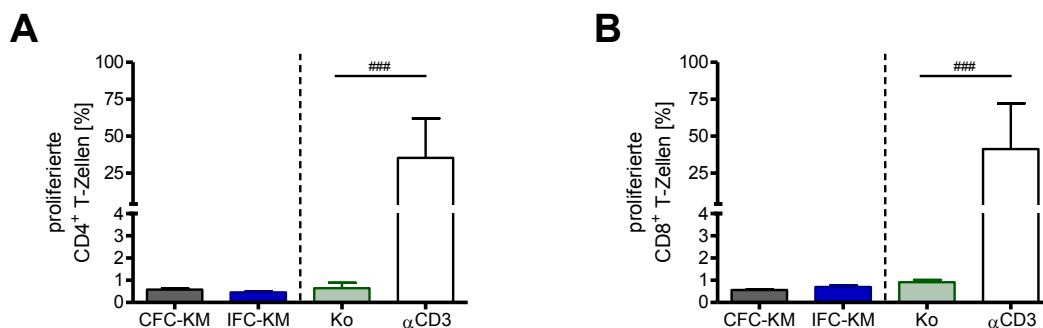 A
proliferierte
CD4+ T-Zellen [%]
100
75
50
25
4
3
2
1
0
###
CFC-KM IFC-KM Ko αCD3
B
proliferierte
CD8+ T-Zellen [%]
100
75
50
25
4
3
2
1
0
###
CFC-KM IFC-KM Ko αCD3